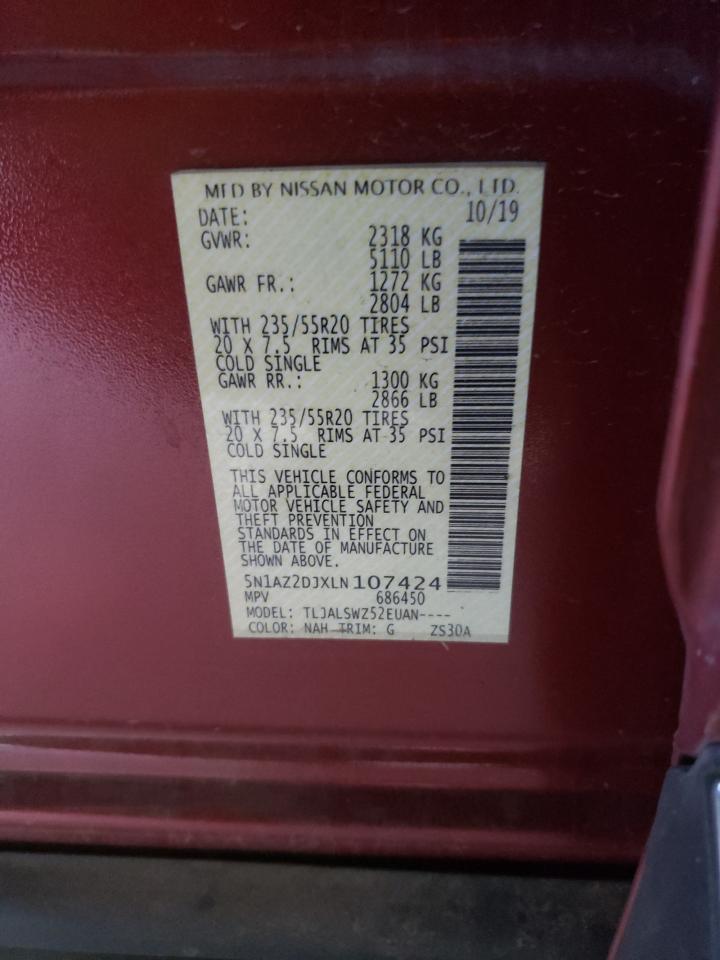 MFD BY NISSAN MOTOR CO., LTD.
DATE: 10/19
GVWR: 2318 KG
5110 LB
GAWR FR.: 1272 KG
2804 LB
WITH 235/55R20 TIRES
20 X 7.5 RIMS AT 35 PSI
COLD SINGLE
GAWR RR.: 1300 KG
2866 LB
WITH 235/55R20 TIRES
20 X 7.5 RIMS AT 35 PSI
COLD SINGLE
THIS VEHICLE CONFORMS TO
ALL APPLICABLE FEDERAL
MOTOR VEHICLE SAFETY AND
THEFT PREVENTION
STANDARDS IN EFFECT ON
THE DATE OF MANUFACTURE
SHOWN ABOVE.
5N1AZ2DJXLN107424
MPV 686450
MODEL: TLJALSWZ52EUAN----
COLOR: NAH TRIM: G ZS30A